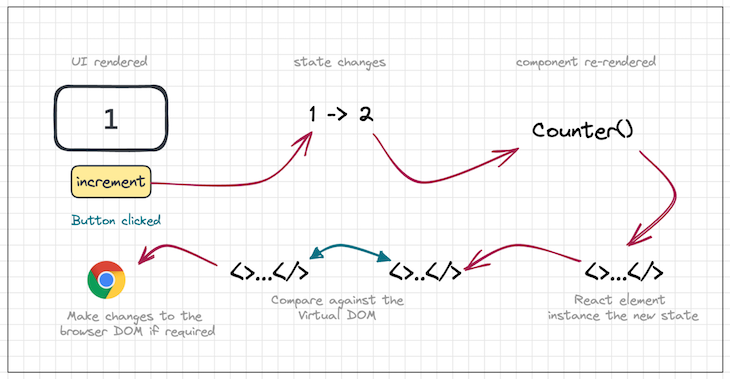 UI rendered
state changes
component re-rendered
1
1 -> 2
Counter()
increment
Button clicked
<>...</>
<>..</>
<>...</>
Make changes to the
browser DOM if required
Compare against the
Virtual DOM
React element
instance the new state